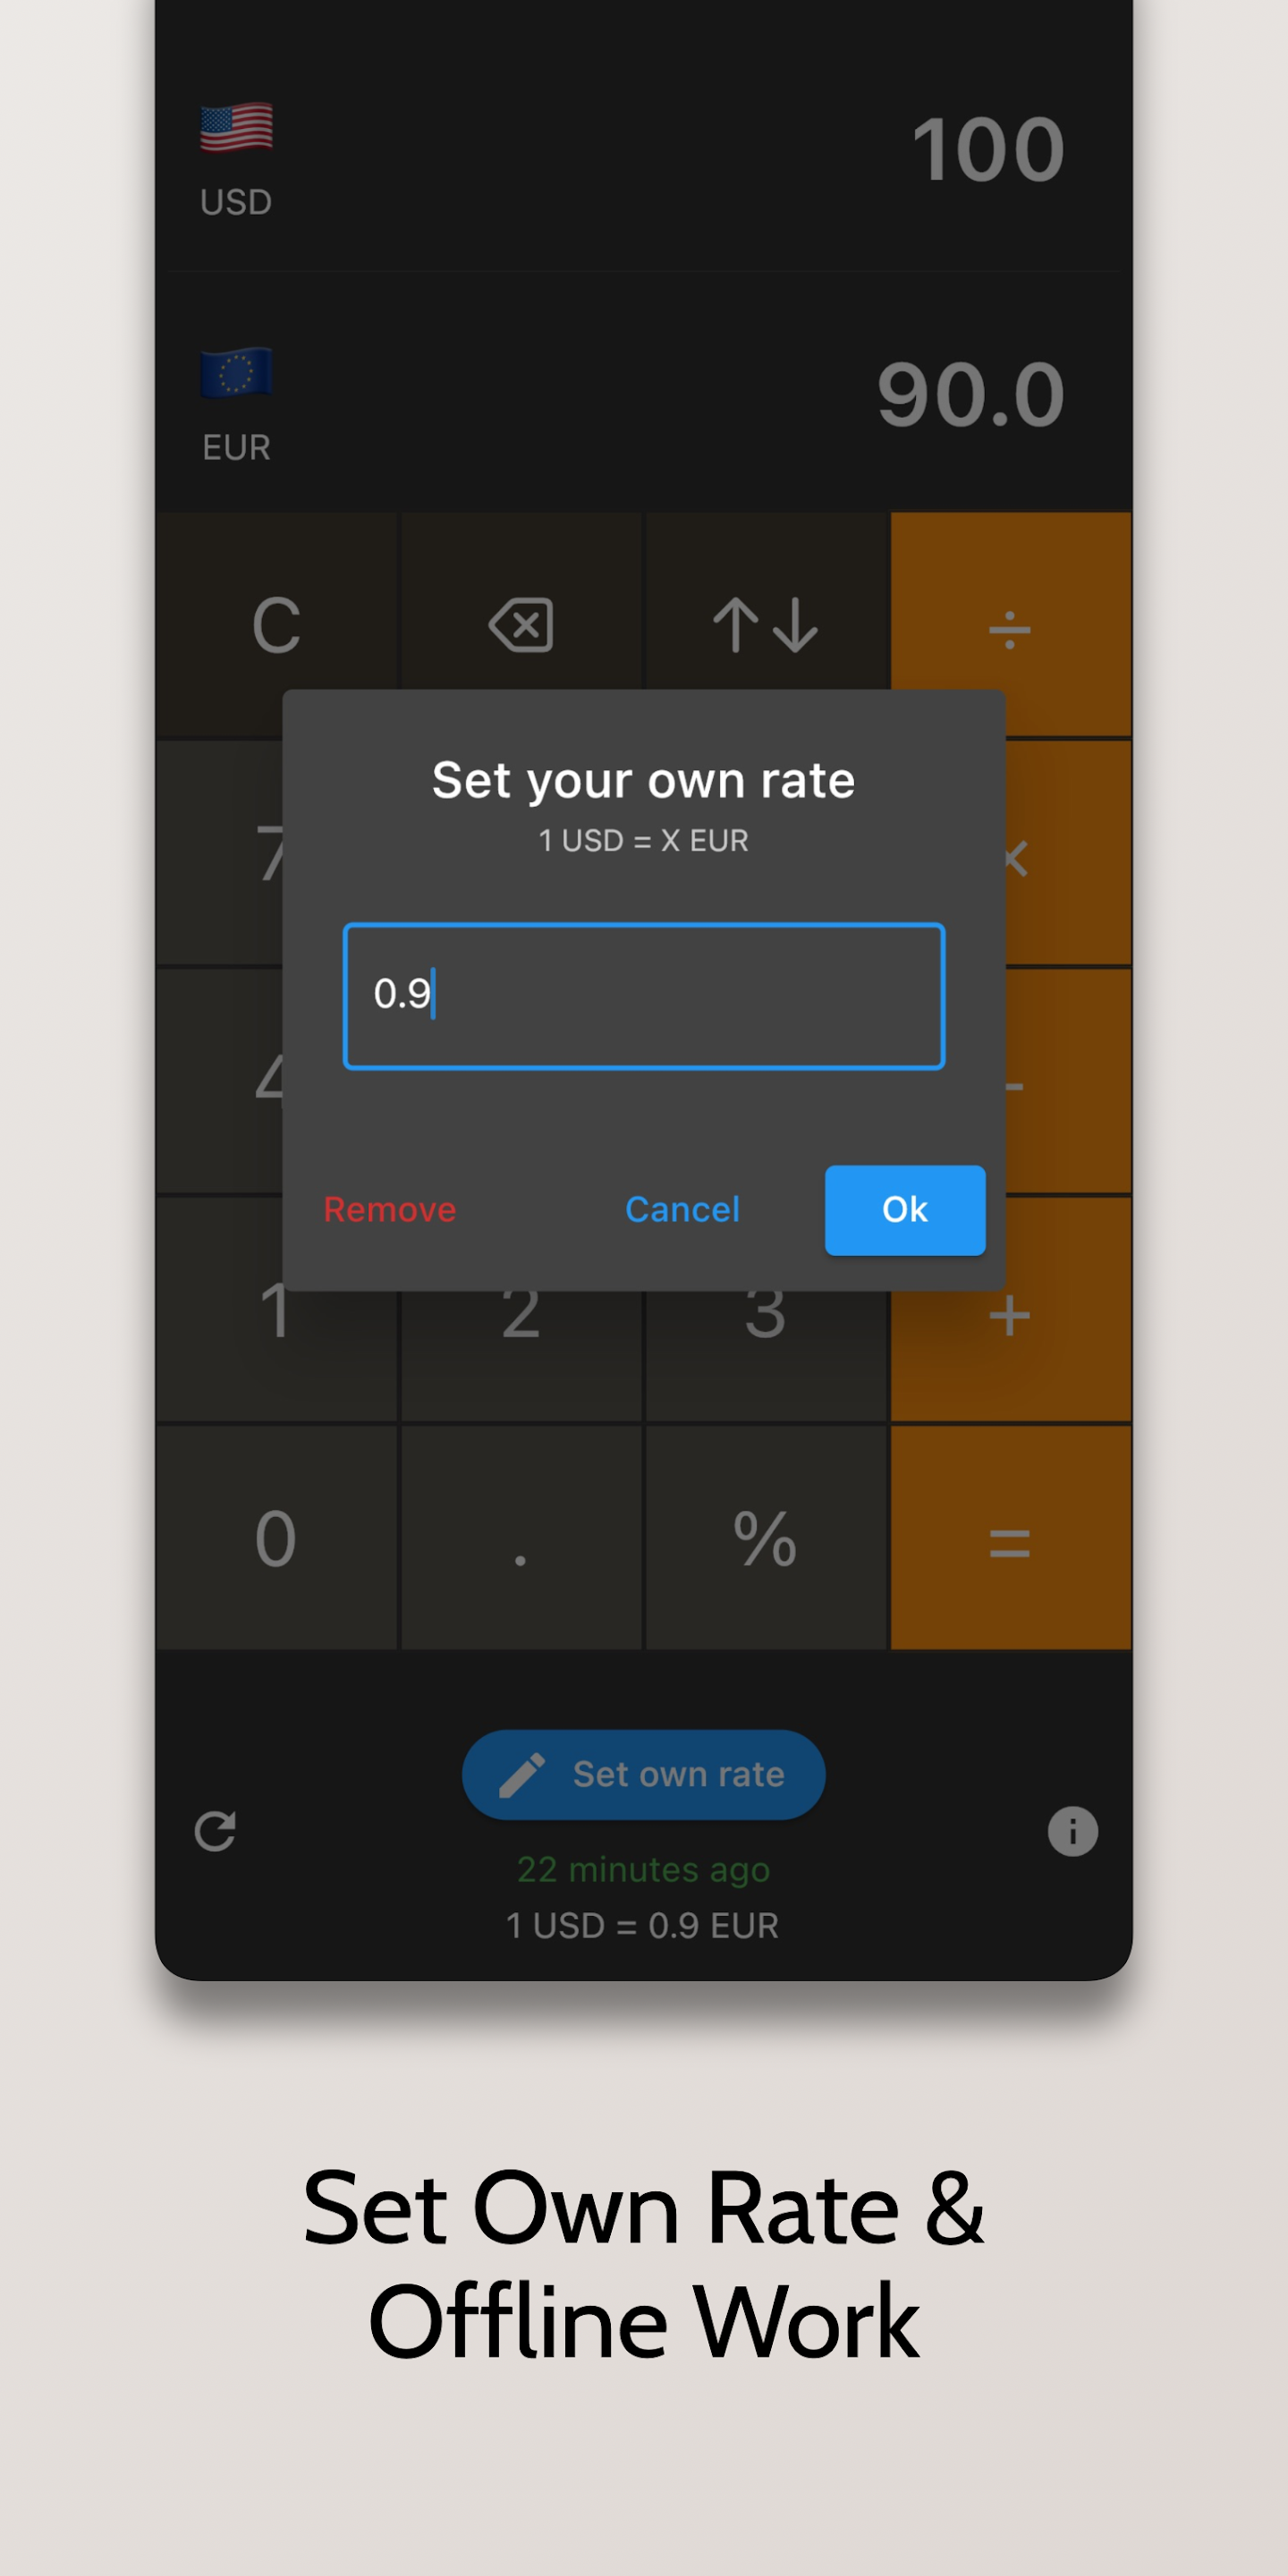 USD
100
EUR
90.0
C
÷
Set your own rate
1 USD = X EUR
7
×
0.9
4
-
Remove
Cancel
Ok
1
2
3
+
0
.
%
=
Set own rate
22 minutes ago
1 USD = 0.9 EUR
Set Own Rate &
Offline Work